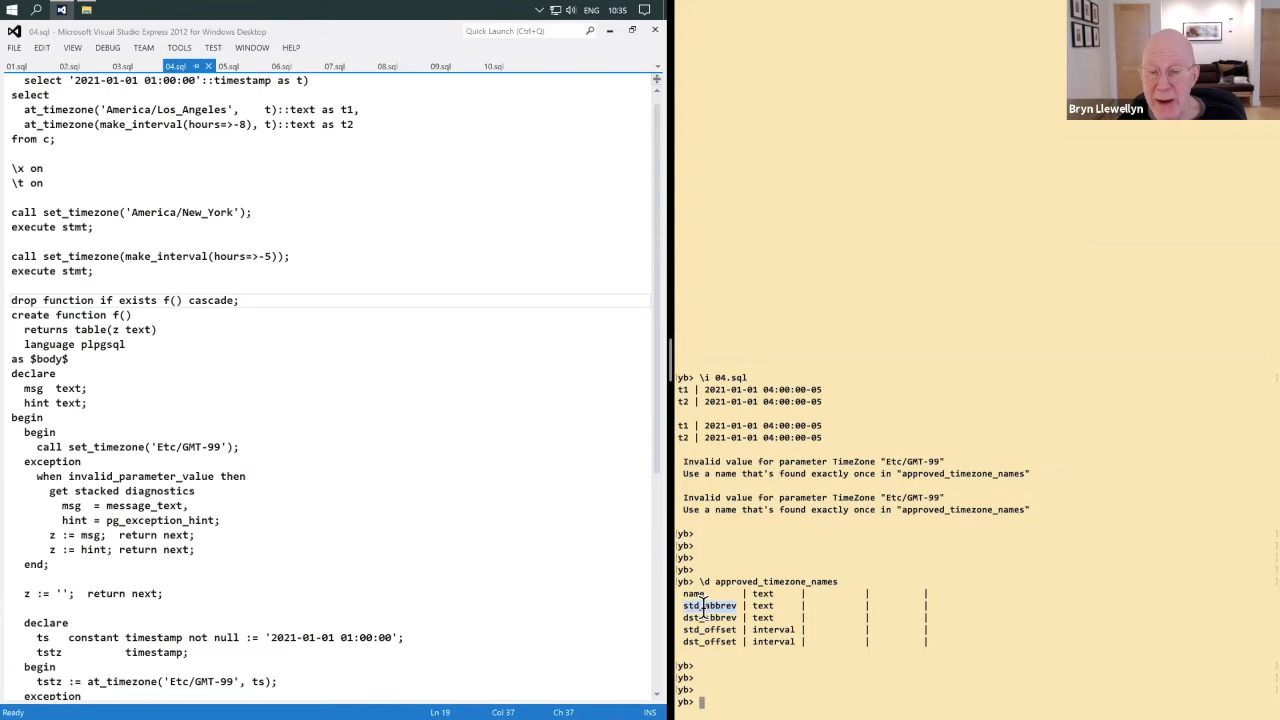 ENG 10:35
04.sql - Microsoft Visual Studio Express 2012 for Windows Desktop
Quick Launch (Ctrl+Q)
FILE EDIT VIEW DEBUG TEAM TOOLS TEST WINDOW HELP
01.sql 02.sql 03.sql 04.sql 05.sql 06.sql 07.sql 08.sql 09.sql 10.sql
select '2021-01-01 01:00:00'::timestamp as t)
select
at_timezone('America/Los_Angeles', t)::text as t1,
at_timezone(make_interval(hours=>-8), t)::text as t2
from c;
\x on
\t on
call set_timezone('America/New_York');
execute stmt;
call set_timezone(make_interval(hours=>-5));
execute stmt;
drop function if exists f() cascade;
create function f()
returns table(z text)
language plpgsql
as $body$
declare
msg text;
hint text;
begin
begin
call set_timezone('Etc/GMT-99');
exception
when invalid_parameter_value then
get stacked diagnostics
msg = message_text,
hint = pg_exception_hint;
z := msg; return next;
z := hint; return next;
end;
z := ''; return next;
declare
ts constant timestamp not null := '2021-01-01 01:00:00';
tstz timestamp;
begin
tstz := at_timezone('Etc/GMT-99', ts);
exception
Ready Ln 19 Col 37 Ch 37 INS
Bryn Llewellyn
yb> \i 04.sql
t1 | 2021-01-01 04:00:00-05
t2 | 2021-01-01 04:00:00-05
t1 | 2021-01-01 04:00:00-05
t2 | 2021-01-01 04:00:00-05
Invalid value for parameter TimeZone "Etc/GMT-99"
Use a name that's found exactly once in "approved_timezone_names"
Invalid value for parameter TimeZone "Etc/GMT-99"
Use a name that's found exactly once in "approved_timezone_names"
yb>
yb>
yb>
yb>
yb> \d approved_timezone_names
name | text | | |
std_abbrev | text | | |
dst_abbrev | text | | |
std_offset | interval | | |
dst_offset | interval | | |
yb>
yb>
yb>
yb>